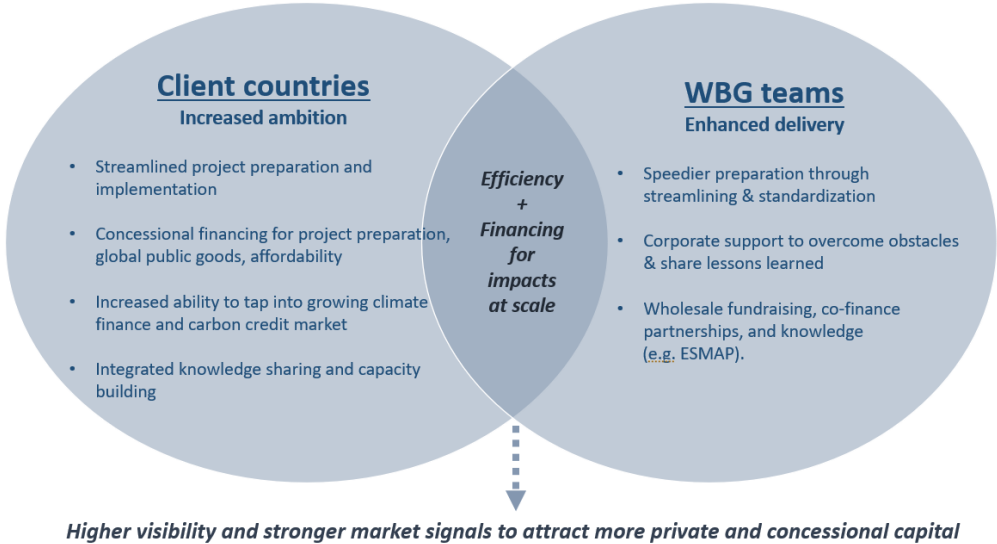 Client countries
Increased ambition
• Streamlined project preparation and
implementation
• Concessional financing for project preparation,
global public goods, affordability
• Increased ability to tap into growing climate
finance and carbon credit market
• Integrated knowledge sharing and capacity
building
Efficiency
+
Financing
for
impacts
at scale
WBG teams
Enhanced delivery
• Speedier preparation through
streamlining & standardization
• Corporate support to overcome obstacles
& share lessons learned
• Wholesale fundraising, co-finance
partnerships, and knowledge
(e.g. ESMAP).
Higher visibility and stronger market signals to attract more private and concessional capital